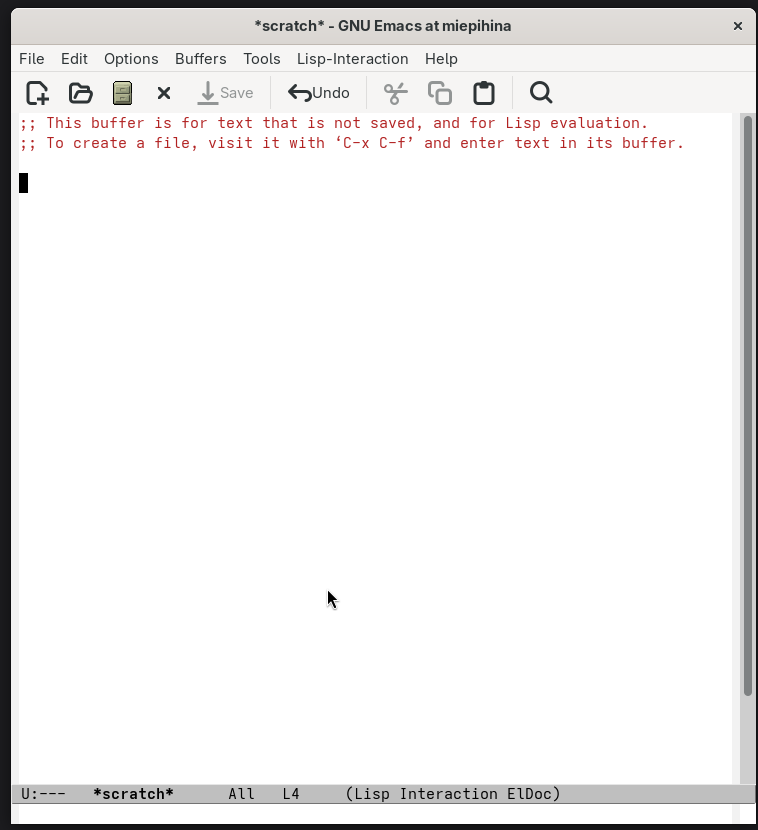 *scratch* - GNU Emacs at miepihina
File Edit Options Buffers Tools Lisp-Interaction Help
Save Undo
;; This buffer is for text that is not saved, and for Lisp evaluation.
;; To create a file, visit it with ‘C-x C-f’ and enter text in its buffer.
U:--- *scratch* All L4 (Lisp Interaction ElDoc)